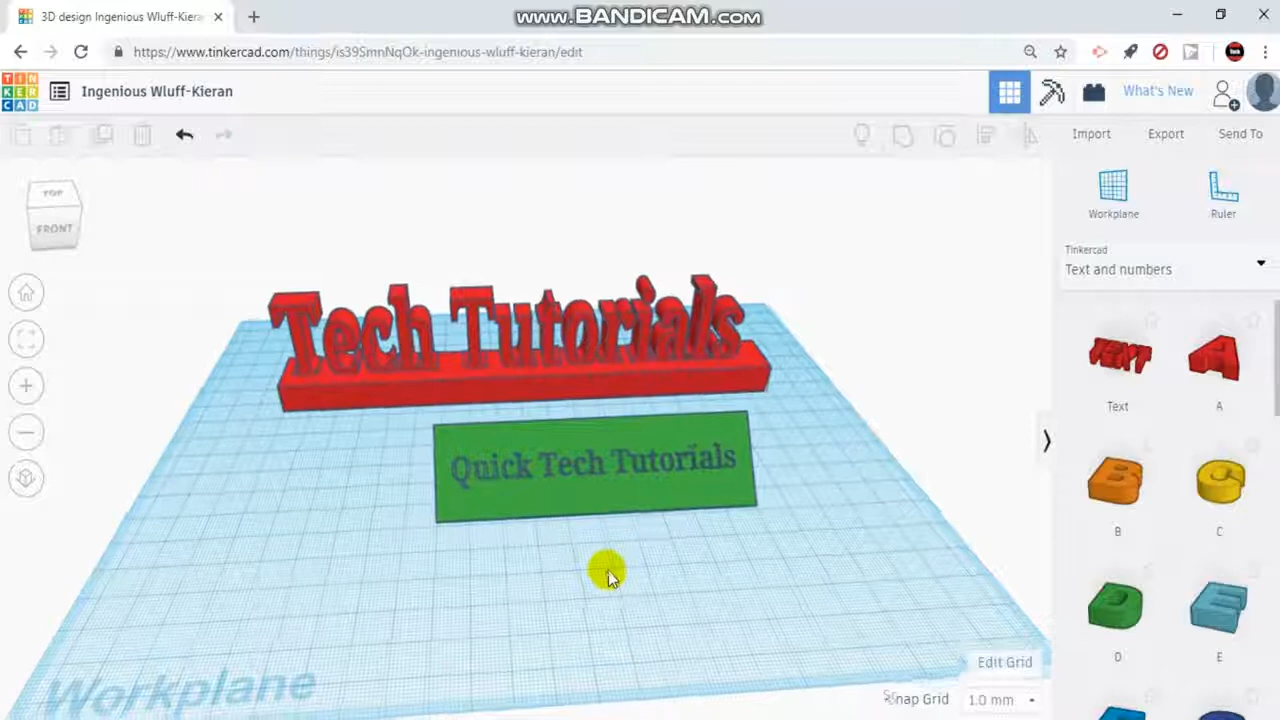 3D design Ingenious Wluff-Kiera
www.BANDICAM.com
https://www.tinkercad.com/things/is39SmnNqOk-ingenious-wluff-kieran/edit
TIN
KER
CAD
Ingenious Wluff-Kieran
What's New
Import Export Send To
TOP
FRONT
Workplane Ruler
Tinkercad
Text and numbers
Tech Tutorials
Quick Tech Tutorials
TEXT A
Text A
B C
B C
D E
D E
Workplane
Edit Grid
Snap Grid 1.0 mm